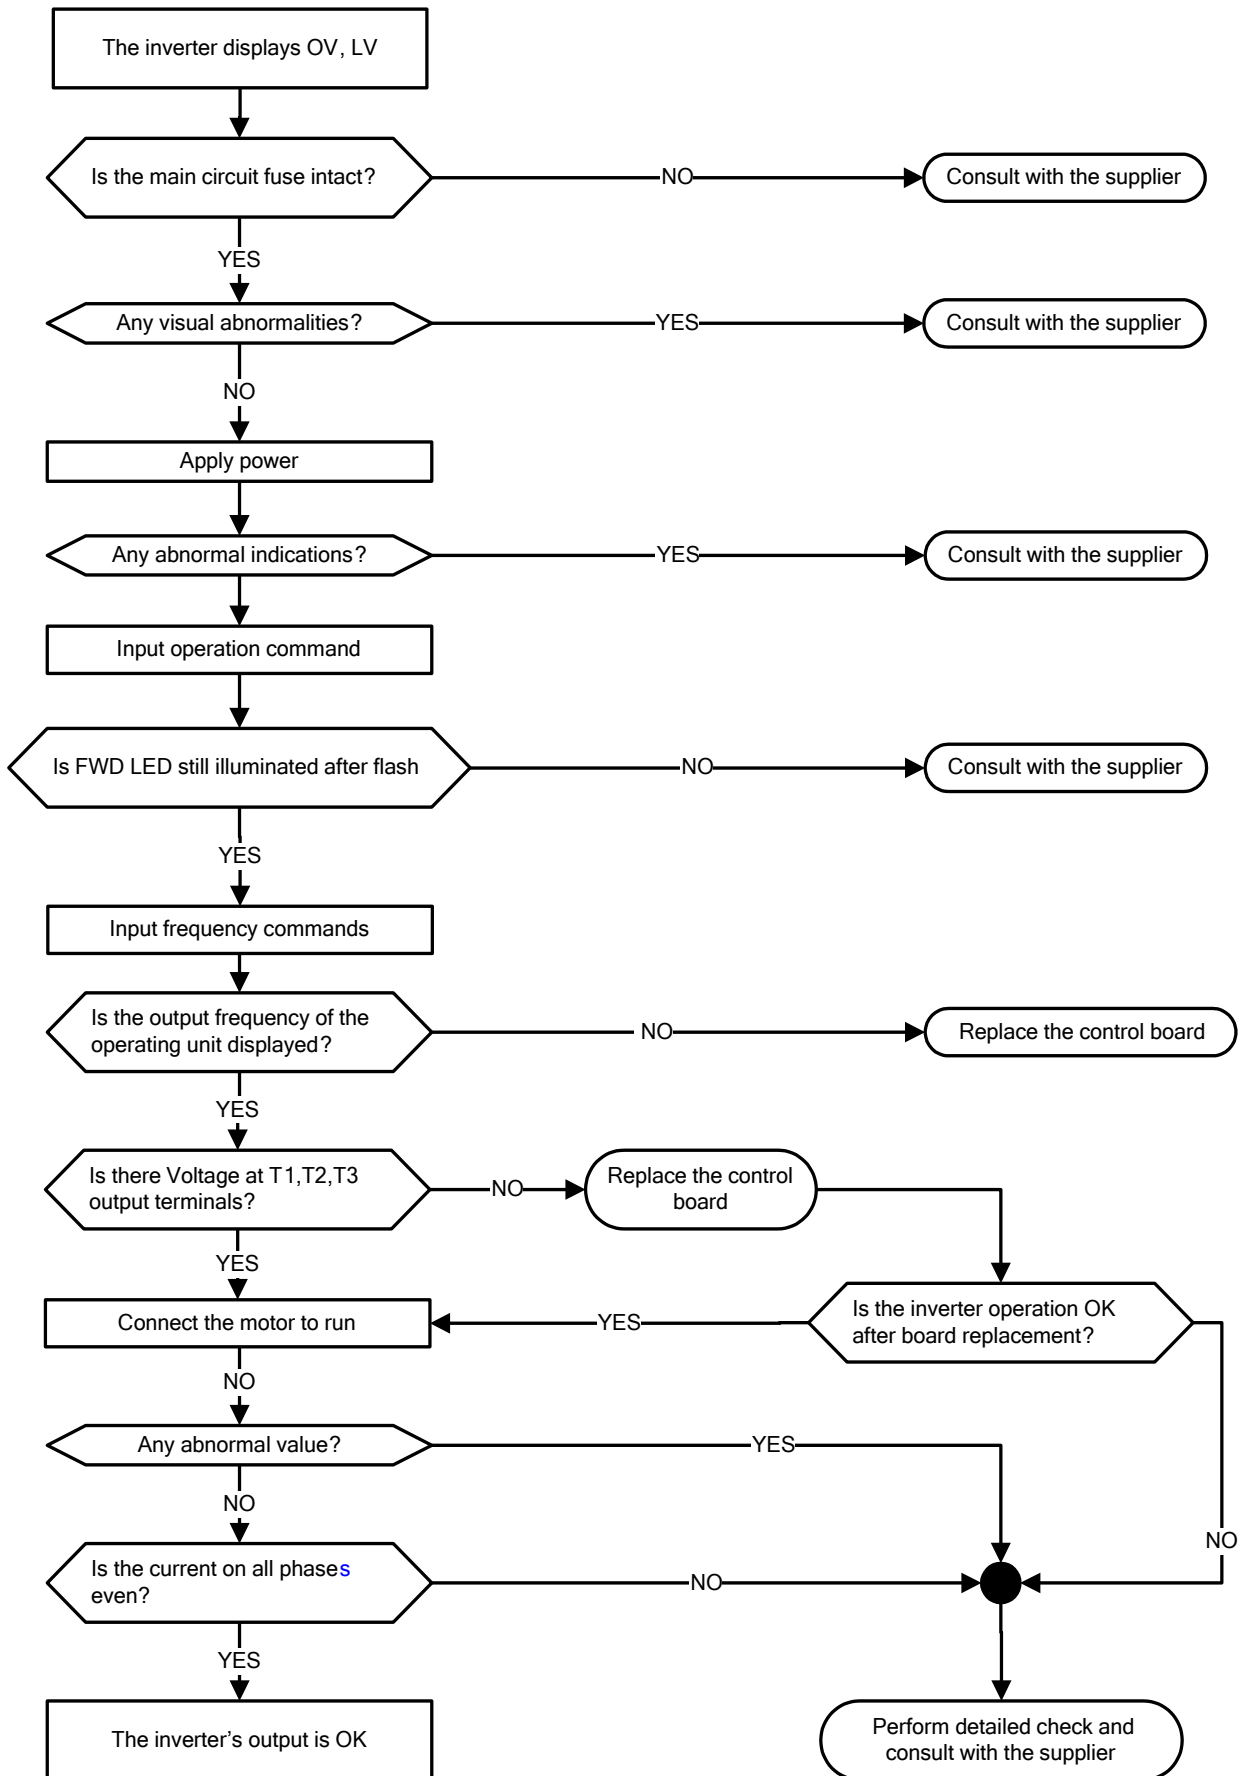 The inverter displays OV, LV
Is the main circuit fuse intact?
NO
Consult with the supplier
YES
Any visual abnormalities?
YES
Consult with the supplier
NO
Apply power
Any abnormal indications?
YES
Consult with the supplier
Input operation command
Is FWD LED still illuminated after flash
NO
Consult with the supplier
YES
Input frequency commands
Is the output frequency of the
operating unit displayed?
NO
Replace the control board
YES
Is there Voltage at T1,T2,T3
output terminals?
NO
Replace the control
board
YES
Connect the motor to run
YES
Is the inverter operation OK
after board replacement?
NO
Any abnormal value?
YES
NO
NO
Is the current on all phases
even?
NO
YES
The inverter's output is OK
Perform detailed check and
consult with the supplier